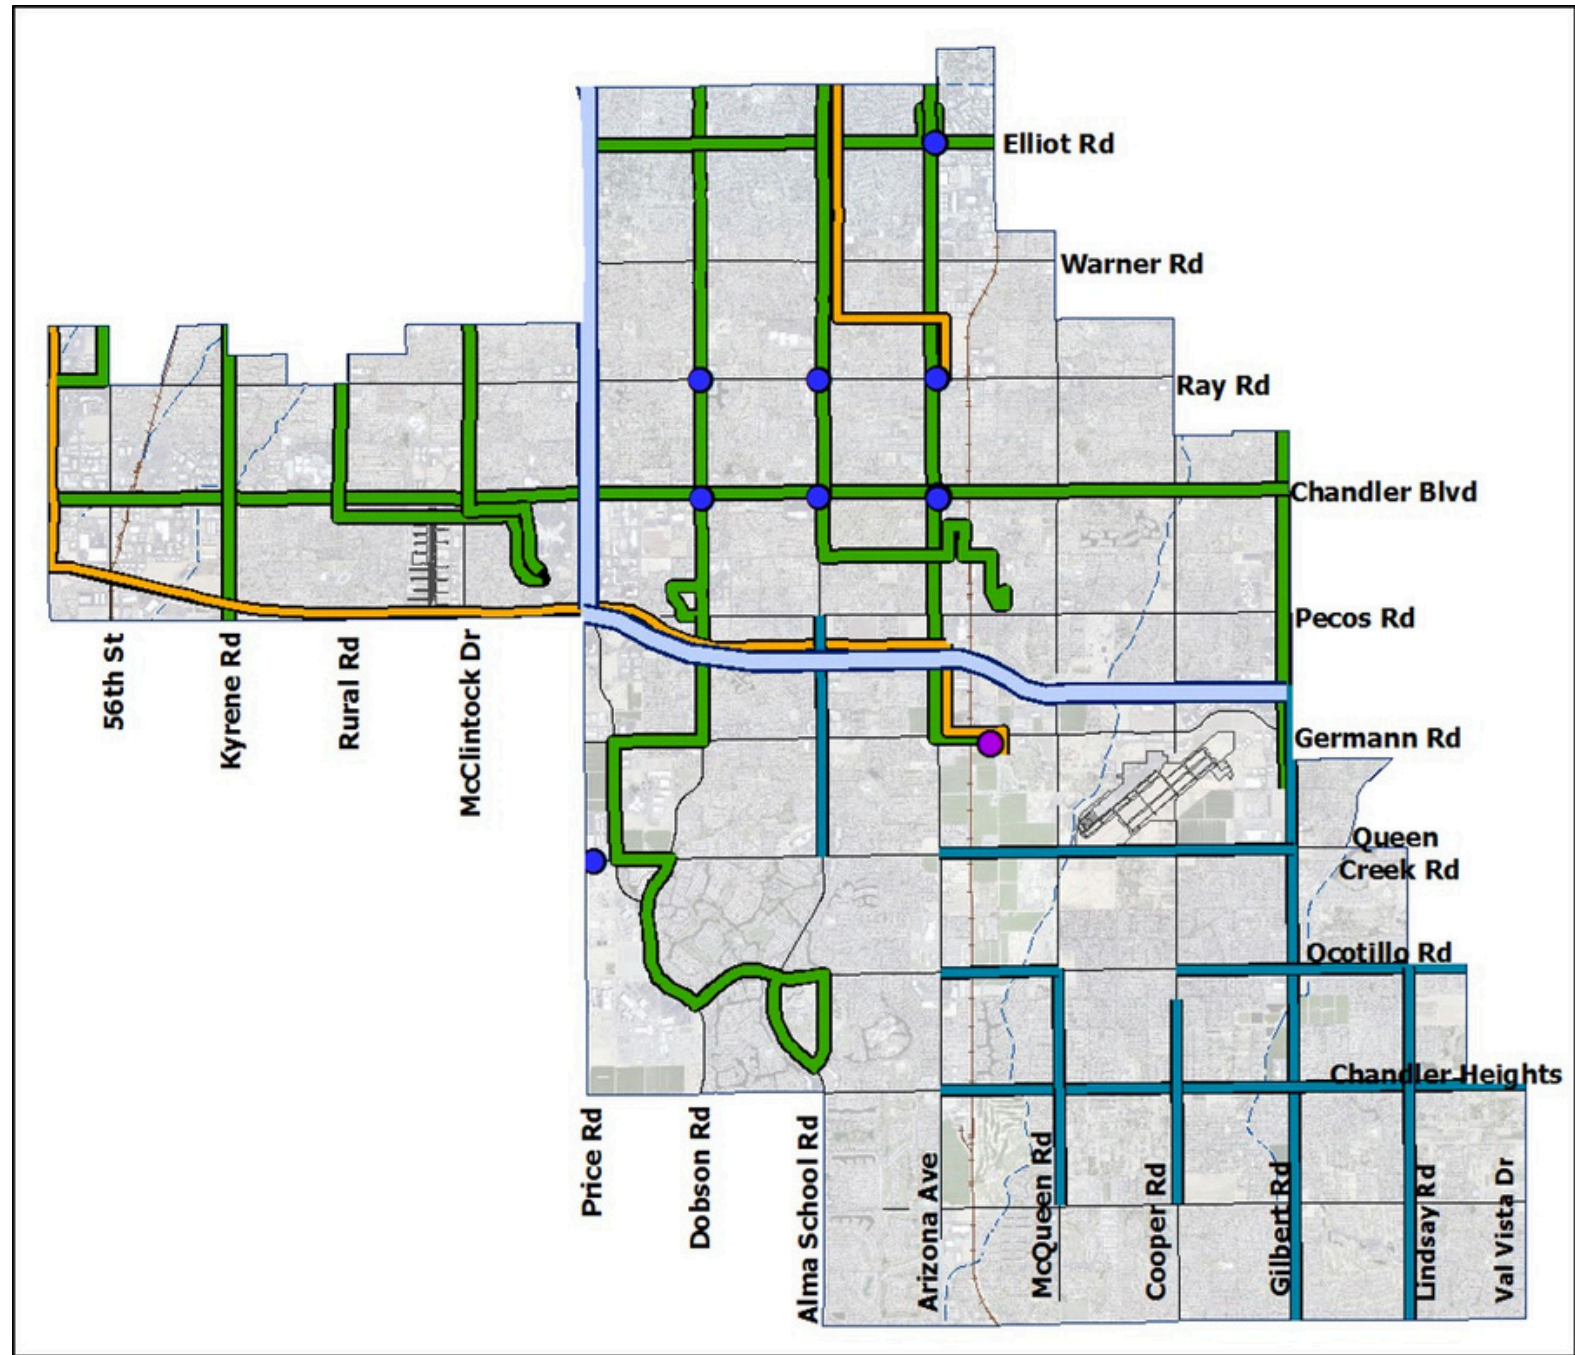 Elliot Rd
Warner Rd
Ray Rd
Chandler Blvd
Pecos Rd
56th St
Kyrene Rd
Rural Rd
McClintock Dr
Germann Rd
Queen
Creek Rd
Ocotillo Rd
Chandler Heights
Price Rd
Dobson Rd
Alma School Rd
Arizona Ave
McQueen Rd
Cooper Rd
Gilbert Rd
Lindsay Rd
Val Vista Dr